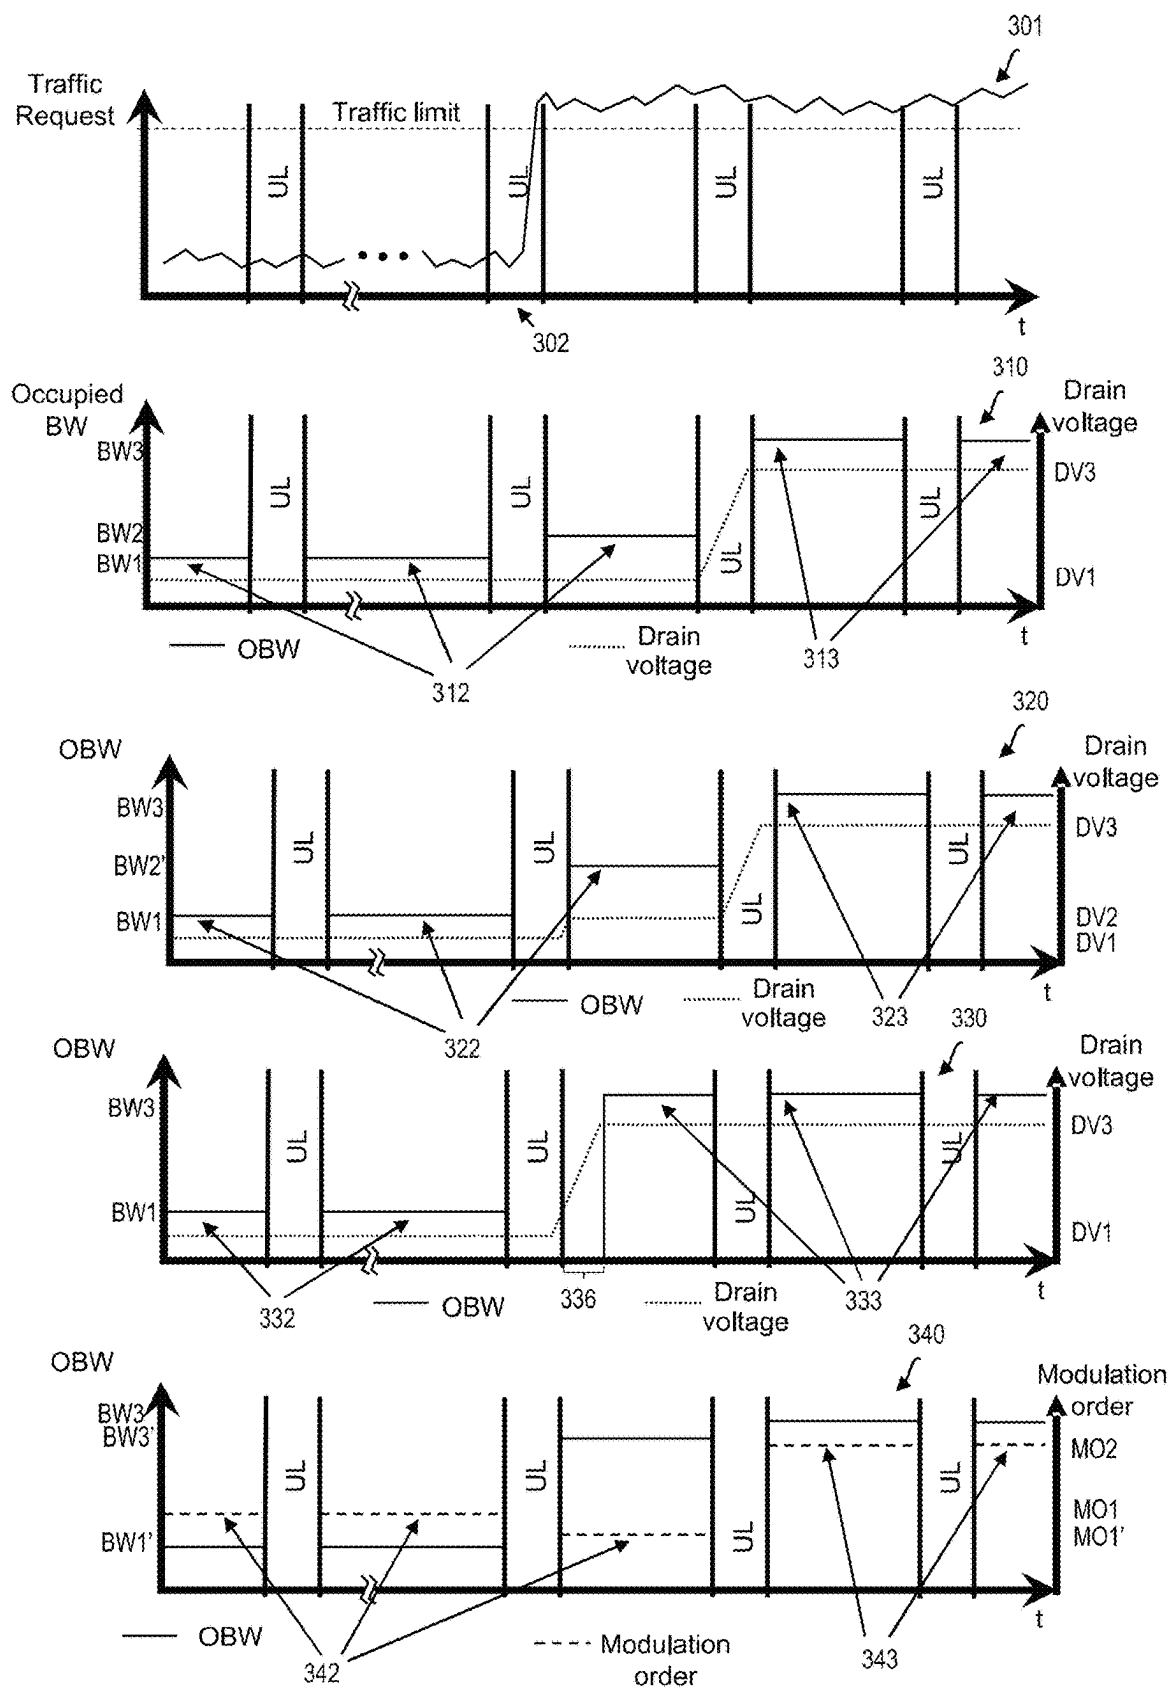 301
Traffic
Request
Traffic limit
UL
UL
UL
UL
302
t
310
Occupied
BW
Drain
voltage
BW3
DV3
UL
UL
UL
UL
BW2
BW1
DV1
t
OBW
Drain
voltage
313
312
320
OBW
Drain
voltage
BW3
DV3
UL
UL
UL
UL
BW2'
BW1
DV2
DV1
t
OBW
Drain
voltage
323
330
322
OBW
Drain
voltage
BW3
DV3
UL
UL
UL
UL
BW1
DV1
t
332
OBW
336
Drain
voltage
333
340
OBW
Modulation
order
BW3
BW3'
MO2
UL
UL
UL
UL
MO1
MO1'
BW1'
t
OBW
Modulation
order
342
343